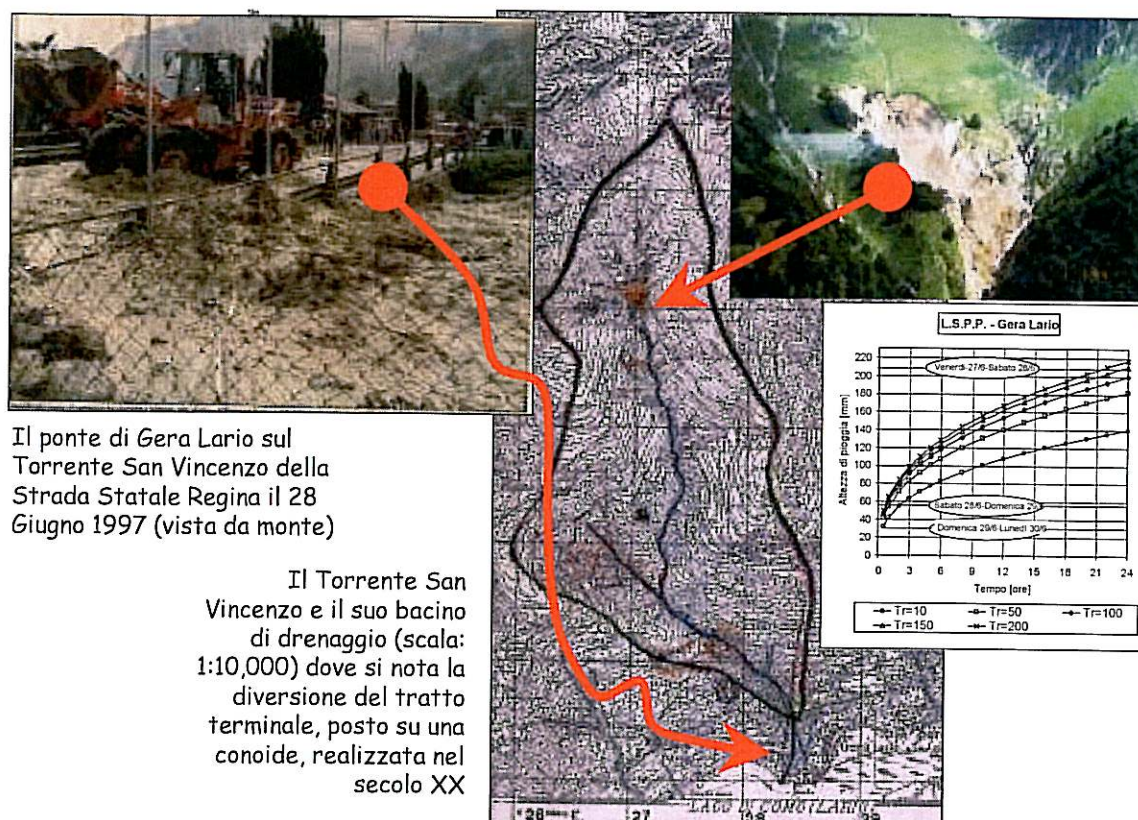 Il ponte di Gera Lario sul
Torrente San Vincenzo della
Strada Statale Regina il 28
Giugno 1997 (vista da monte)
Il Torrente San
Vincenzo e il suo bacino
di drenaggio (scala:
1:10,000) dove si nota la
diversione del tratto
terminale, posto su una
conoide, realizzata nel
secolo XX
L.S.P.P. - Gera Lario
Altezza di pioggia [mm]
220
200
180
160
140
120
100
80
60
40
20
0
Venerdì-27/6-Sabato 28/6
Sabato 28/6-Domenica 29/
Domenica 29/6-Lunedì 30/6
0 3 6 9 12 15 18 21 24
Tempo [ore]
Tr=10 Tr=50 Tr=100
Tr=150 Tr=200
27
28
29